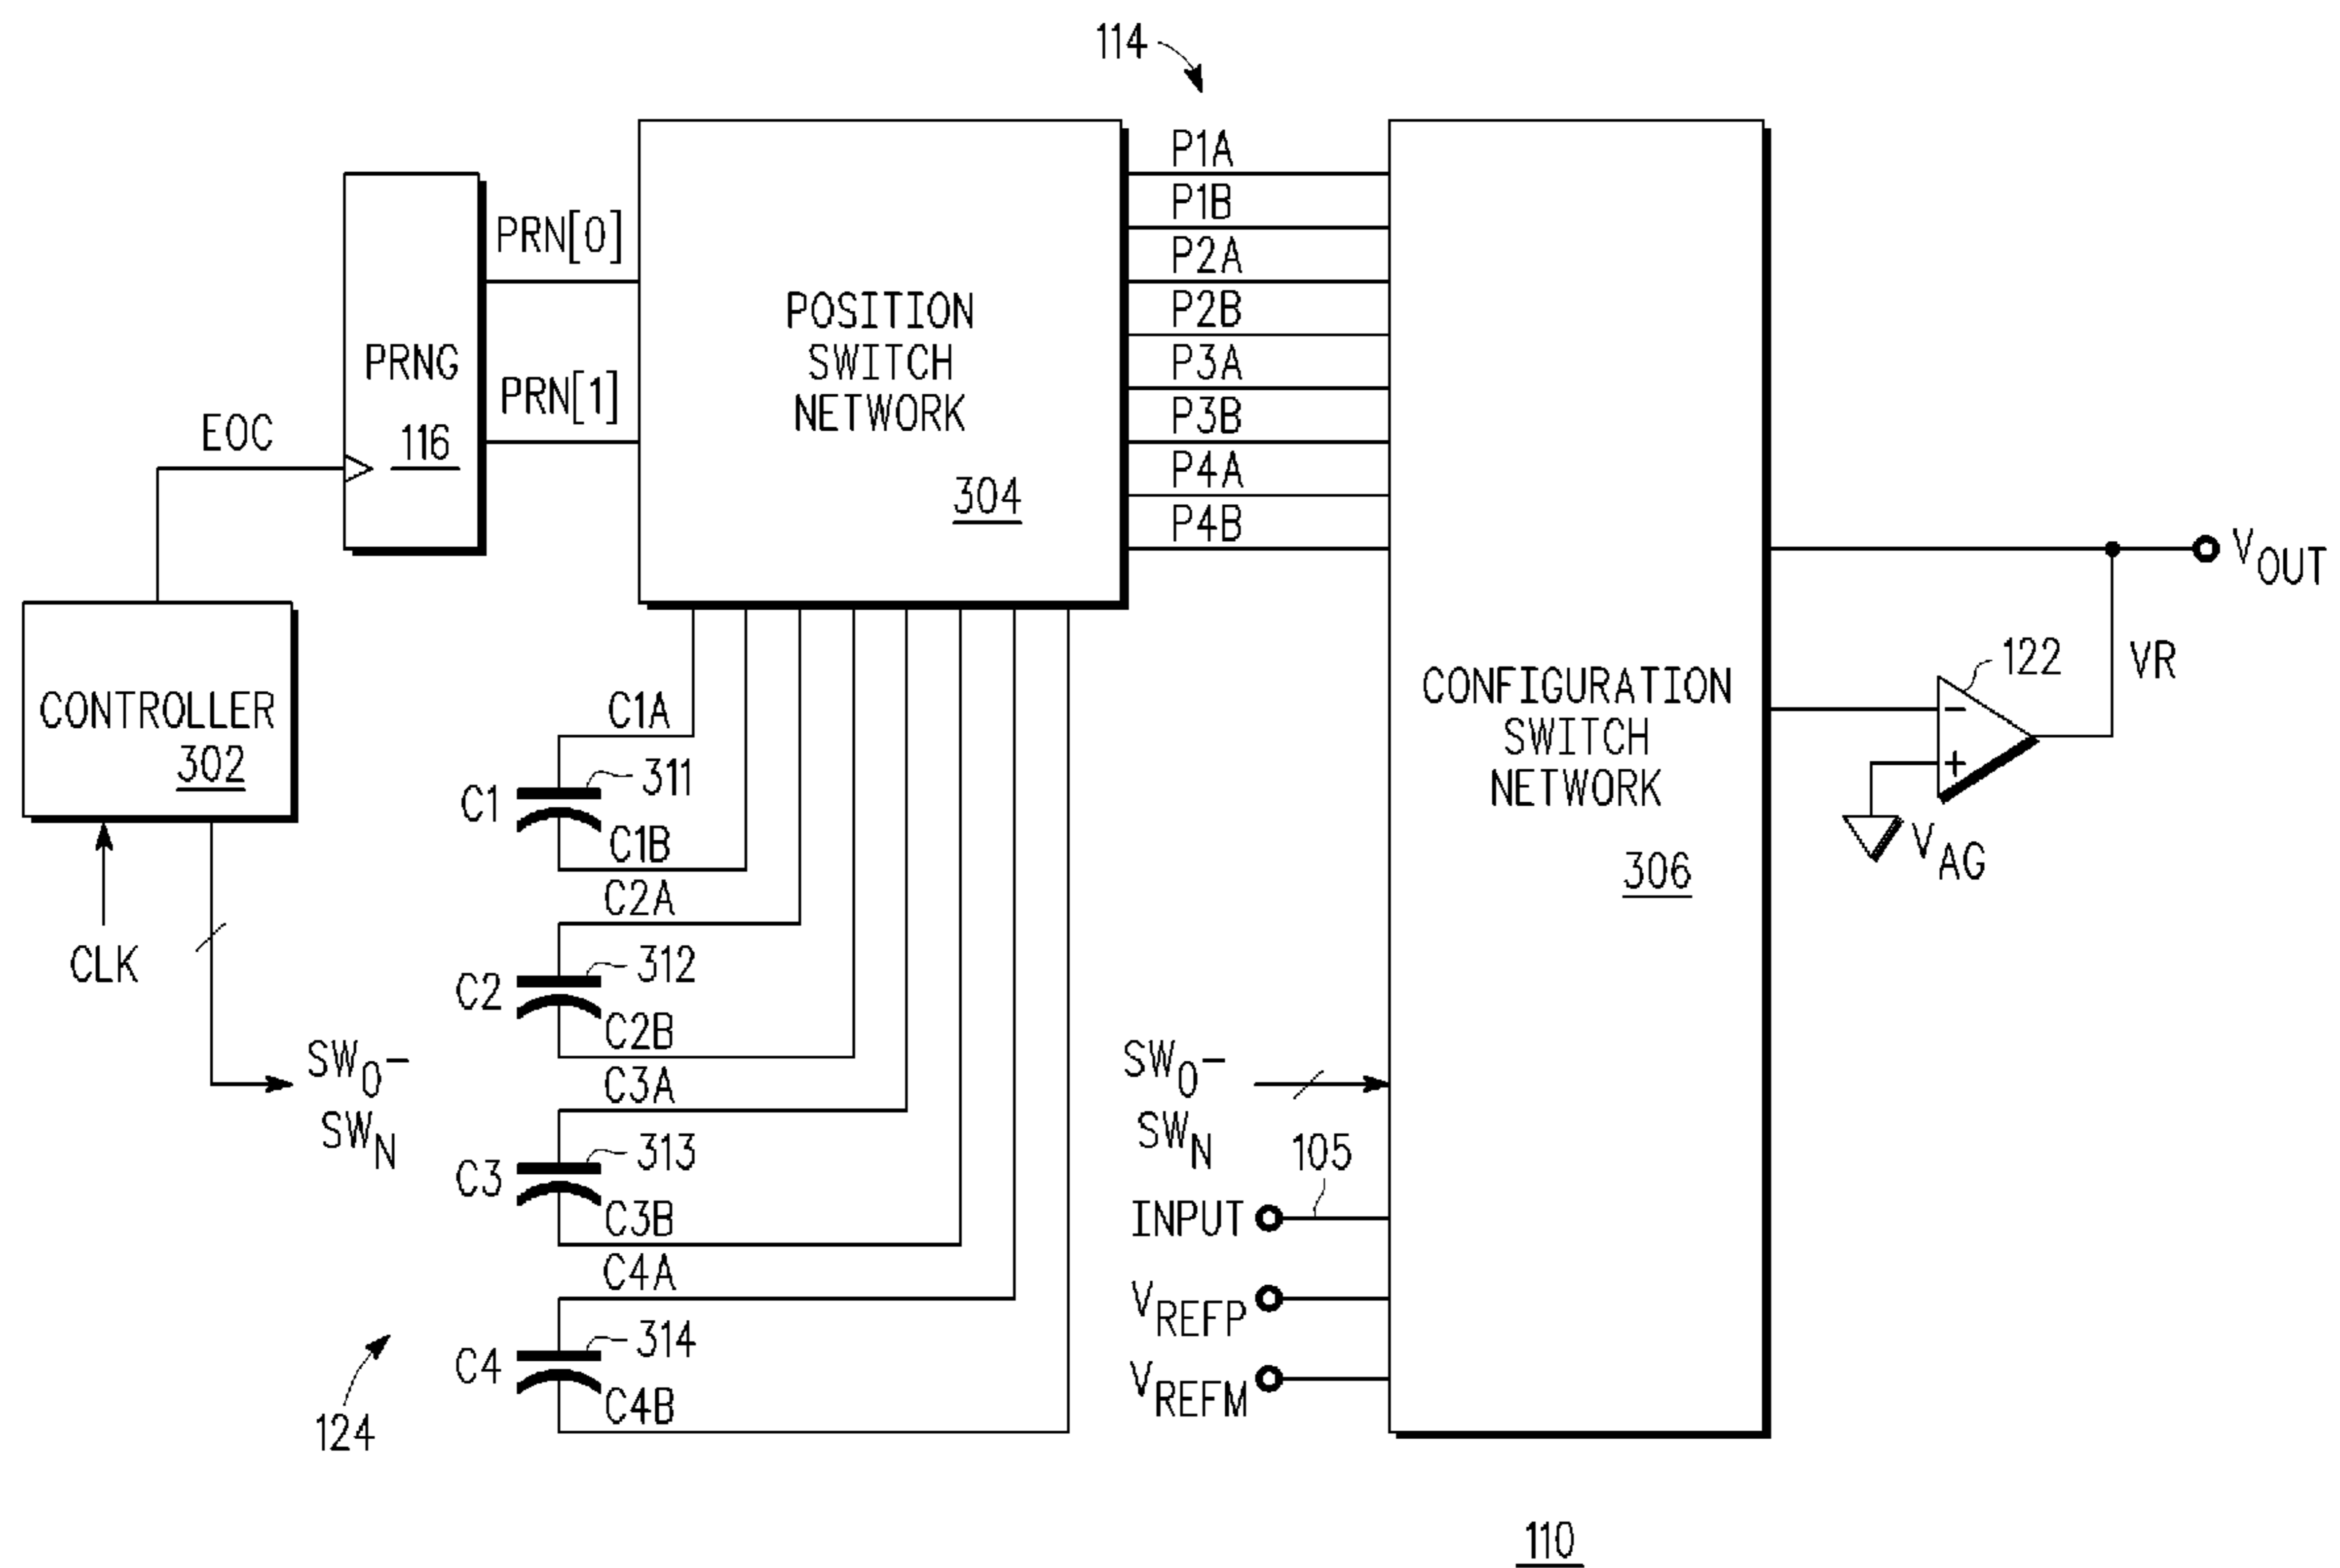 114
P1A
P1B
P2A
P2B
P3A
P3B
P4A
P4B
PRN[0]
PRN[1]
PRNG
116
EOC
POSITION
SWITCH
NETWORK
304
CONTROLLER
302
CLK
SW0-
SWN
C1A
311
C1
C1B
C2A
312
C2
C2B
C3A
313
C3
C3B
C4A
314
C4
C4B
124
CONFIGURATION
SWITCH
NETWORK
306
SW0-
SWN
105
INPUT
VREFP
VREFM
VOUT
122
VR
-
+
VAG
110